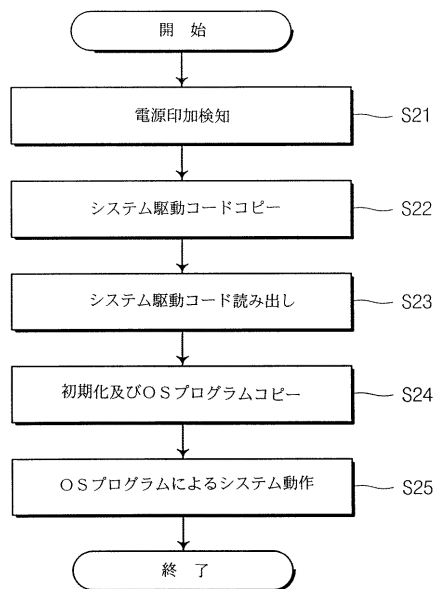 開 始
電源印加検知 S21
システム駆動コードコピー S22
システム駆動コード読み出し S23
初期化及びOSプログラムコピー S24
OSプログラムによるシステム動作 S25
終 了